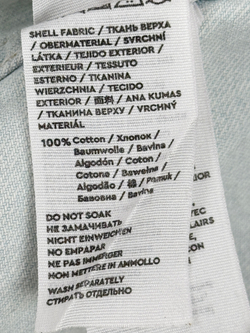 SHELL FABRIC / ТКАНЬ ВЕРХА
/ OBERMATERIAL / SVRCHNÍ
LÁTKA / TEJIDO EXTERIOR /
EXTERIEUR / TESSUTO
ESTERNO / TKANINA
WIERZCHNIA / TECIDO
EXTERIOR / 面料 / ANA KUMAS
/ ТКАНИНА ВЕРХУ / VRCHNÝ
MATERIÁL
100% Cotton / Хлопок /
Baumwolle / Bavlna /
Algodón / Coton /
Cotone / Bawełna /
Algodão / 棉 / Pamuk /
Бавовна / Bavlna
DO NOT SOAK
НЕ ЗАМАЧИВАТЬ
NICHT EINWEICHEN
NO EMPAPAR
NE PAS IMMERGER
NON METTERE IN AMMOLLO
WASH SEPARATELY
СТИРАТЬ ОТДЕЛЬНО
AVEC
LAIRS